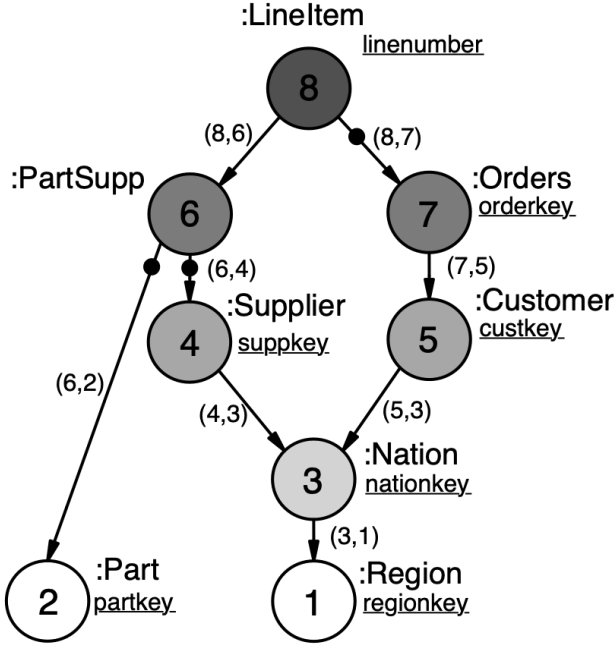 :LineItem
linenumber
8
(8,6)
(8,7)
:PartSupp
6
7
:Orders
orderkey
(6,4)
(7,5)
:Supplier
suppkey
4
5
:Customer
custkey
(6,2)
(4,3)
(5,3)
3
:Nation
nationkey
(3,1)
2
:Part
partkey
1
:Region
regionkey